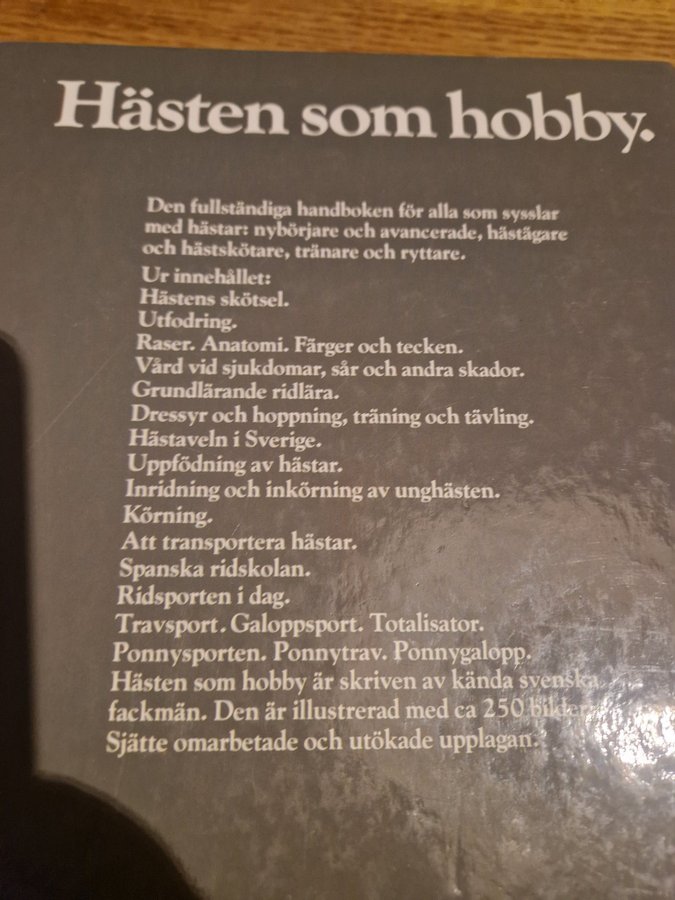 Hästen som hobby.
Den fullständiga handboken för alla som sysslar
med hästar: nybörjare och avancerade, hästägare
och hästskötare, tränare och ryttare.
Ur innehållet:
Hästens skötsel.
Utfodring.
Raser. Anatomi. Färger och tecken.
Vård vid sjukdomar, sår och andra skador.
Grundlärande ridlära.
Dressyr och hoppning, träning och tävling.
Hästaveln i Sverige.
Uppfödning av hästar.
Inridning och inkörning av unghästen.
Körning.
Att transportera hästar.
Spanska ridskolan.
Ridsporten i dag.
Travsport. Galoppsport. Totalisator.
Ponnysporten. Ponnytrav. Ponnygalopp.
Hästen som hobby är skriven av kända svenska
fackmän. Den är illustrerad med ca 250 bilder.
Sjätte omarbetade och utökade upplagan.